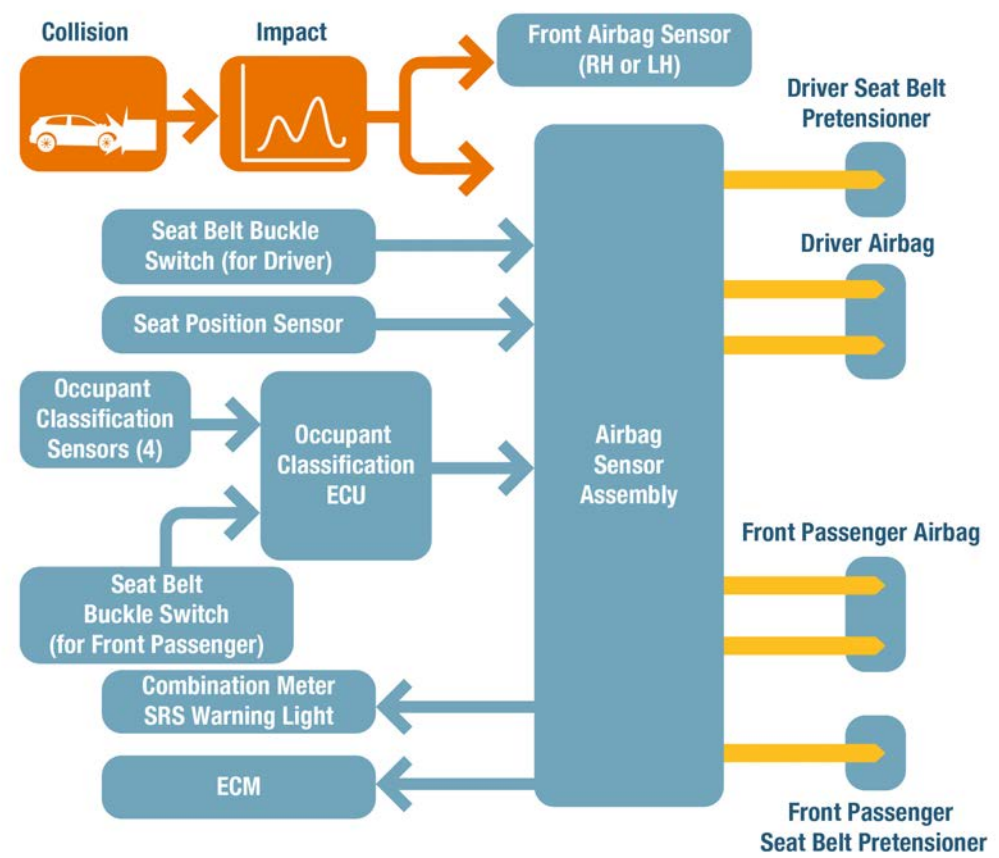 Collision
Impact
Front Airbag Sensor
(RH or LH)
Driver Seat Belt
Pretensioner
Seat Belt Buckle
Switch (for Driver)
Driver Airbag
Seat Position Sensor
Occupant
Classification
Sensors (4)
Occupant
Classification
ECU
Airbag
Sensor
Assembly
Front Passenger Airbag
Seat Belt
Buckle Switch
(for Front Passenger)
Combination Meter
SRS Warning Light
ECM
Front Passenger
Seat Belt Pretensioner